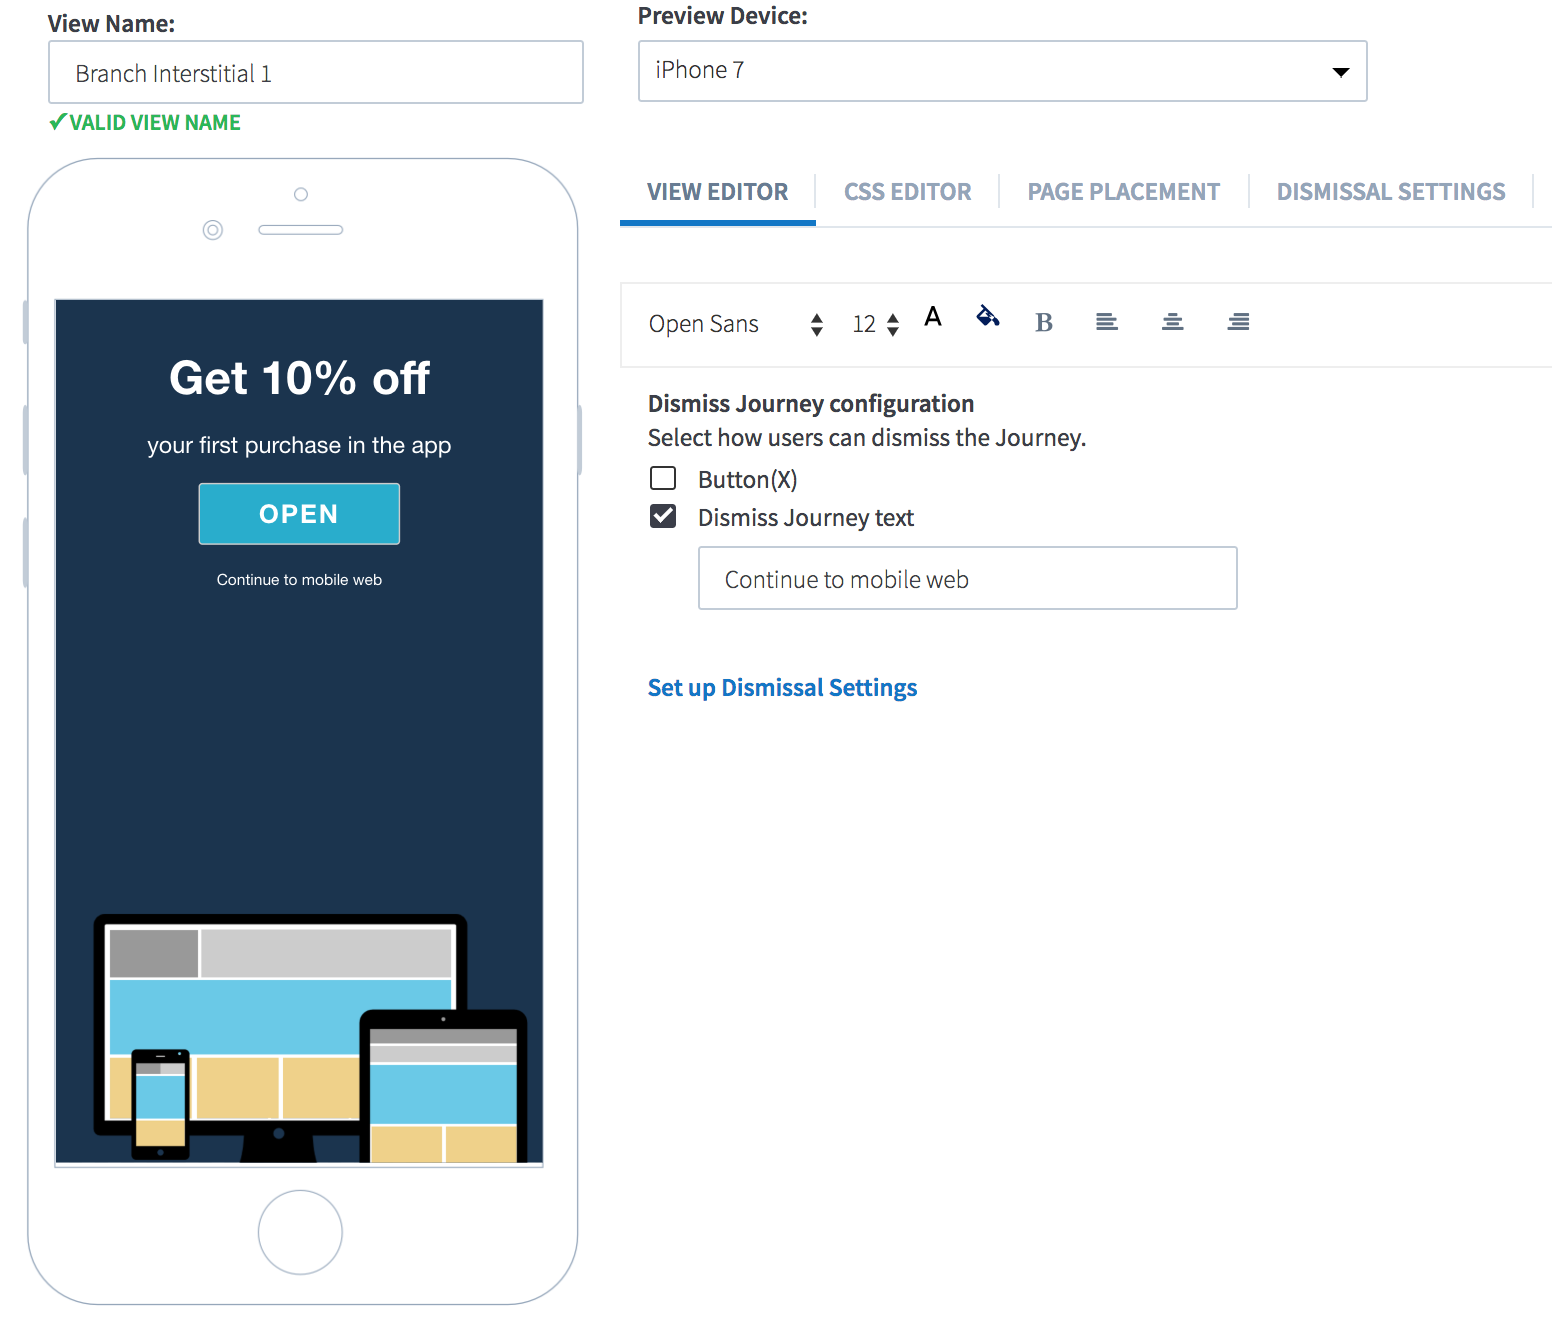 View Name:
Branch Interstitial 1
✓VALID VIEW NAME
Preview Device:
iPhone 7
VIEW EDITOR
CSS EDITOR
PAGE PLACEMENT
DISMISSAL SETTINGS
Open Sans
12
A
B
Get 10% off
your first purchase in the app
OPEN
Continue to mobile web
Dismiss Journey configuration
Select how users can dismiss the Journey.
Button(X)
Dismiss Journey text
Continue to mobile web
Set up Dismissal Settings